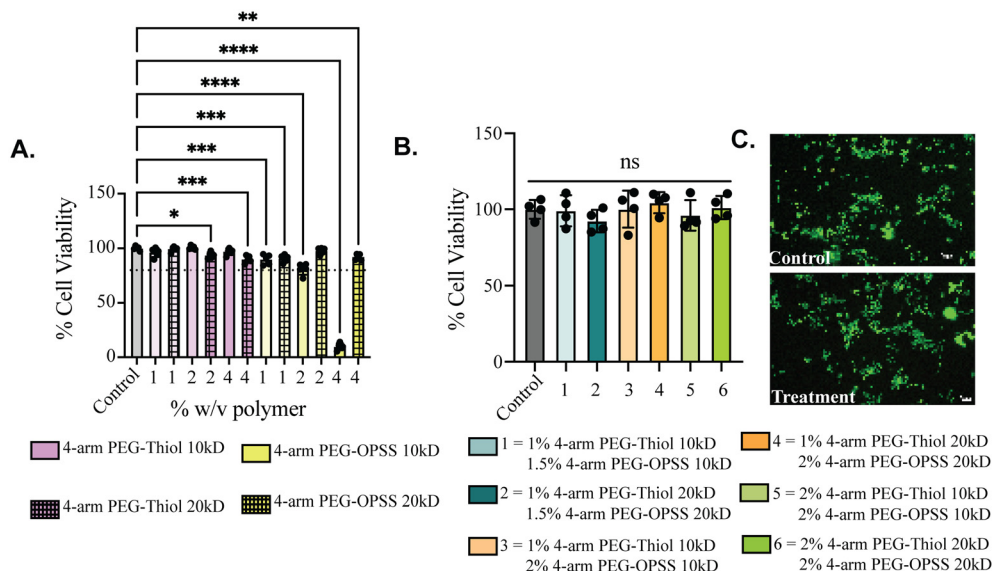 A.
**
****
****
***
***
***
*
150
100
50
0
% Cell Viability
Control 1 1 2 2 4 4 1 1 2 2 4 4
% w/v polymer
4-arm PEG-Thiol 10kD
4-arm PEG-OPSS 10kD
4-arm PEG-Thiol 20kD
4-arm PEG-OPSS 20kD
B.
ns
150
100
50
0
% Cell Viability
Control 1 2 3 4 5 6
1 = 1% 4-arm PEG-Thiol 10kD
1.5% 4-arm PEG-OPSS 10kD
2 = 1% 4-arm PEG-Thiol 20kD
1.5% 4-arm PEG-OPSS 20kD
3 = 1% 4-arm PEG-Thiol 10kD
2% 4-arm PEG-OPSS 10kD
4 = 1% 4-arm PEG-Thiol 20kD
2% 4-arm PEG-OPSS 20kD
5 = 2% 4-arm PEG-Thiol 10kD
2% 4-arm PEG-OPSS 10kD
6 = 2% 4-arm PEG-Thiol 20kD
2% 4-arm PEG-OPSS 20kD
C.
Control
Treatment